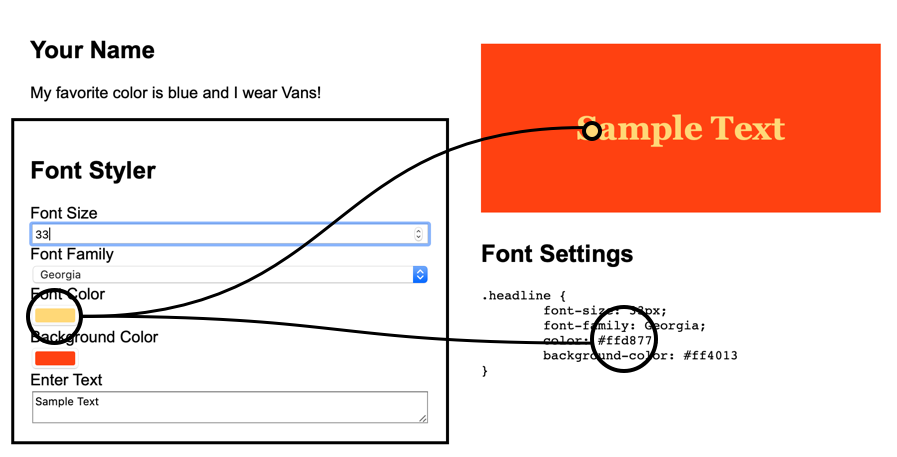 Your Name
My favorite color is blue and I wear Vans!
Font Styler
Font Size
33
Font Family
Georgia
Font Color
Background Color
Enter Text
Sample Text
Sample Text
Font Settings
.headline {
font-size: 33px;
font-family: Georgia;
color: #ffd877
background-color: #ff4013
}